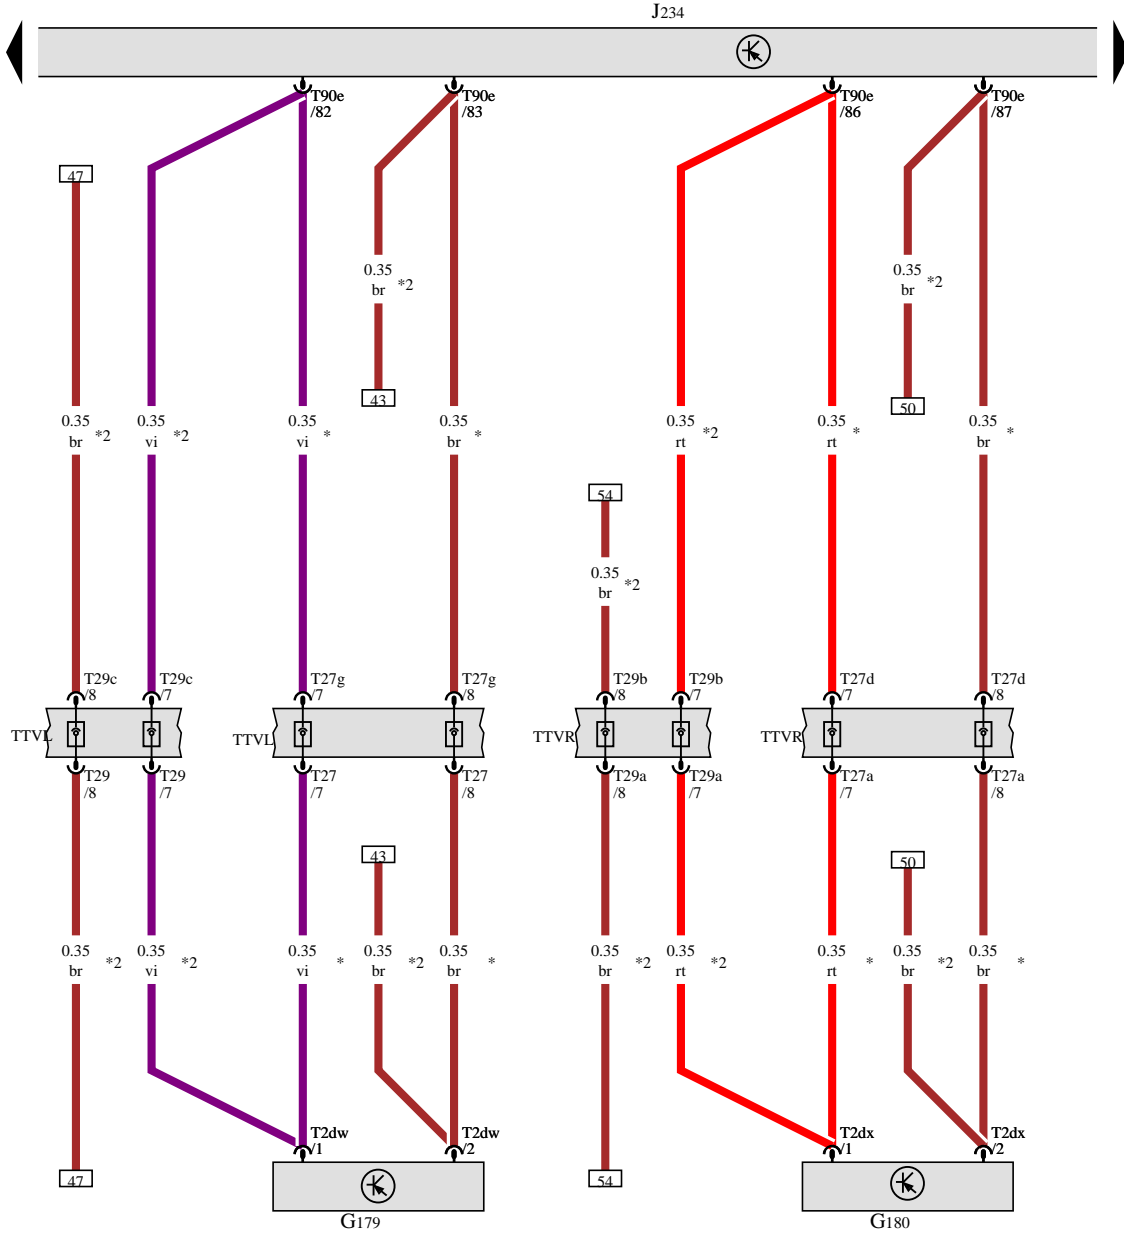 J234
T90e T90e T90e T90e
/82 /83 /86 /87
47
0.35 0.35
br *2 br *2
43 50
0.35 0.35 0.35 0.35 0.35 0.35 0.35
br *2 vi *2 vi * br * rt *2 rt * br *
54
0.35
br *2
T29c T29c T27g T27g T29b T29b T27d T27d
/8 /7 /7 /8 /8 /7 /7 /8
TTVL TTVL TTVR TTVR
T29 T29 T27 T27 T29a T29a T27a T27a
/8 /7 /7 /8 /8 /7 /7 /8
43 50
0.35 0.35 0.35 0.35 0.35 0.35 0.35 0.35 0.35 0.35
br *2 vi *2 vi * br *2 br * br *2 rt *2 rt * br *2 br *
T2dw T2dw T2dx T2dx
/1 /2 /1 /2
47 54
G179 G180